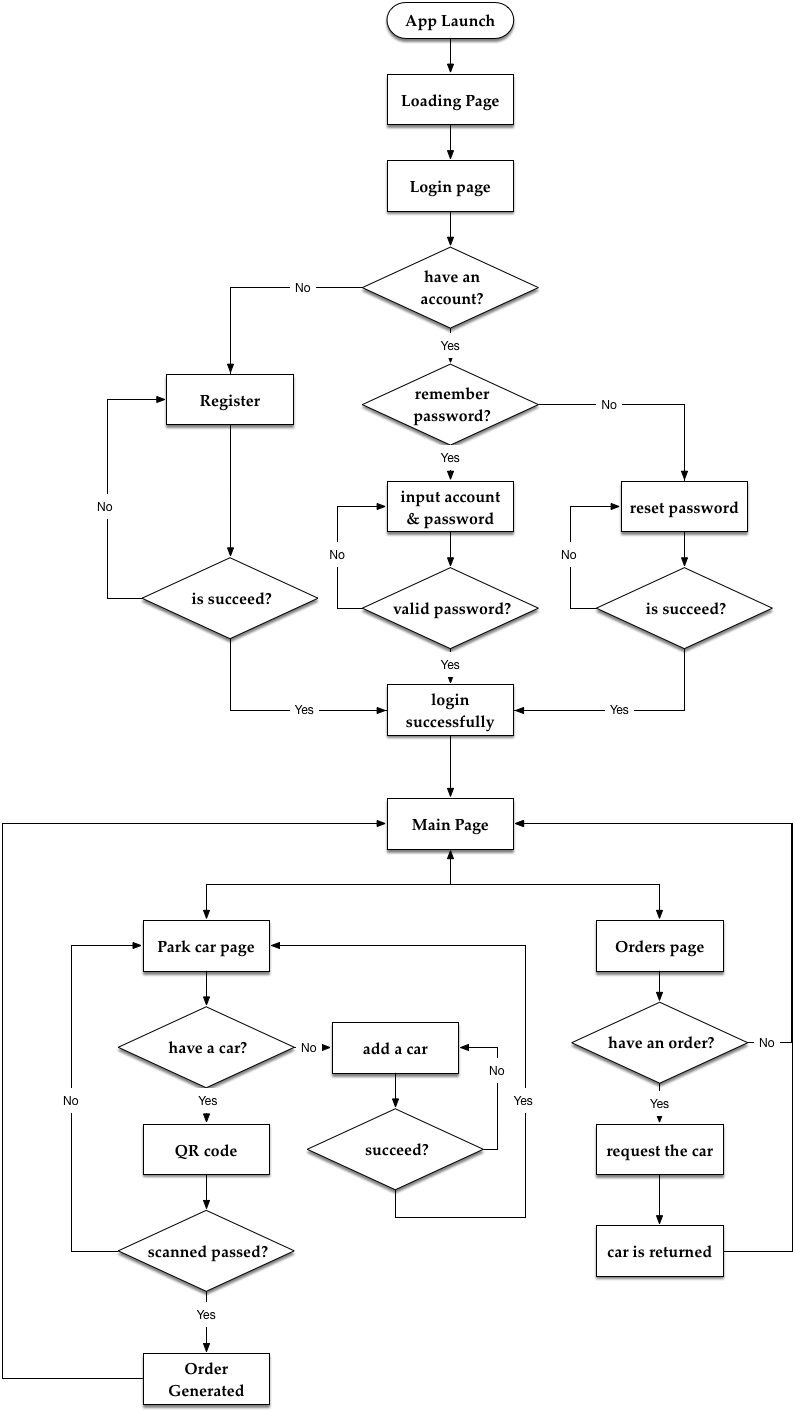 App Launch
Loading Page
Login page
have an
account?
No
Yes
Register
remember
password?
No
Yes
input account
& password
reset password
No
No
No
is succeed?
valid password?
is succeed?
Yes
Yes
Yes
login
successfully
Main Page
Park car page
Orders page
have a car?
No
add a car
No
have an order?
No
Yes
No
Yes
Yes
QR code
succeed?
request the car
scanned passed?
car is returned
Yes
Order
Generated